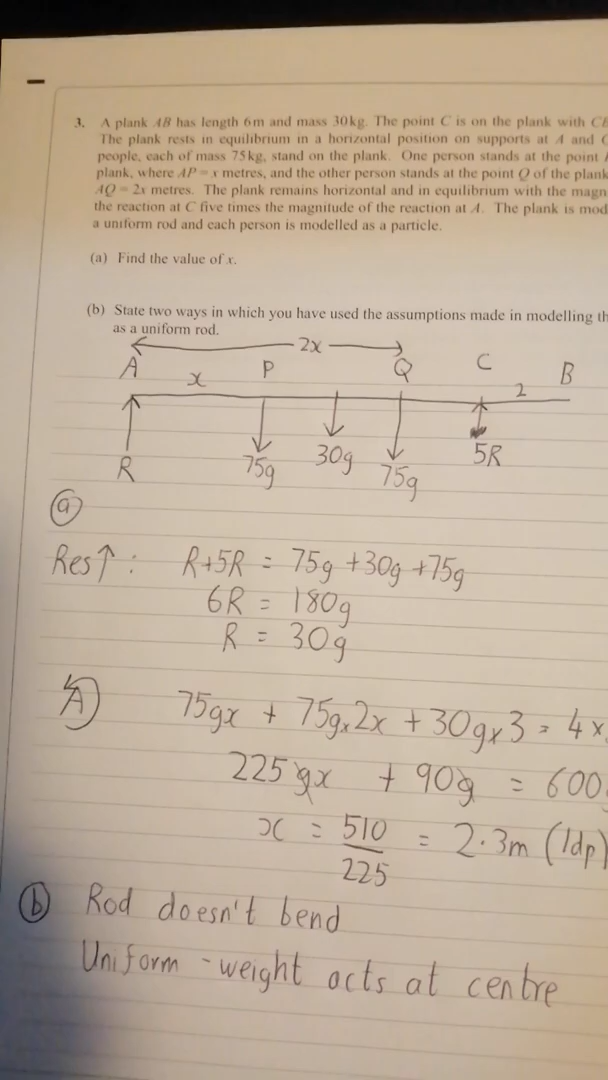 3. A plank AB has length 6m and mass 30kg. The point C is on the plank with CB
The plank rests in equilibrium in a horizontal position on supports at A and C
people, each of mass 75kg, stand on the plank. One person stands at the point
plank, where AP = x metres, and the other person stands at the point Q of the plank
AQ = 2x metres. The plank remains horizontal and in equilibrium with the magn
the reaction at C five times the magnitude of the reaction at A. The plank is mod
a uniform rod and each person is modelled as a particle.
(a) Find the value of x.
(b) State two ways in which you have used the assumptions made in modelling th
as a uniform rod.
2x
A x P Q C 2 B
R 75g 30g 75g 5R
(a)
Res↑: R+5R = 75g +30g +75g
6R = 180g
R = 30g
A 75gx + 75g×2x + 30g×3 = 4×
225gx + 90g = 600
x = 510/225 = 2.3m (1dp)
(b) Rod doesn't bend
Uniform - weight acts at centre